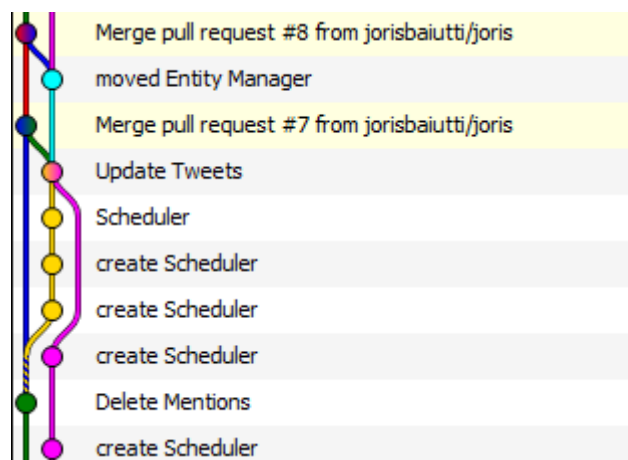 Merge pull request #8 from jorisbaiutti/joris
moved Entity Manager
Merge pull request #7 from jorisbaiutti/joris
Update Tweets
Scheduler
create Scheduler
create Scheduler
create Scheduler
Delete Mentions
create Scheduler